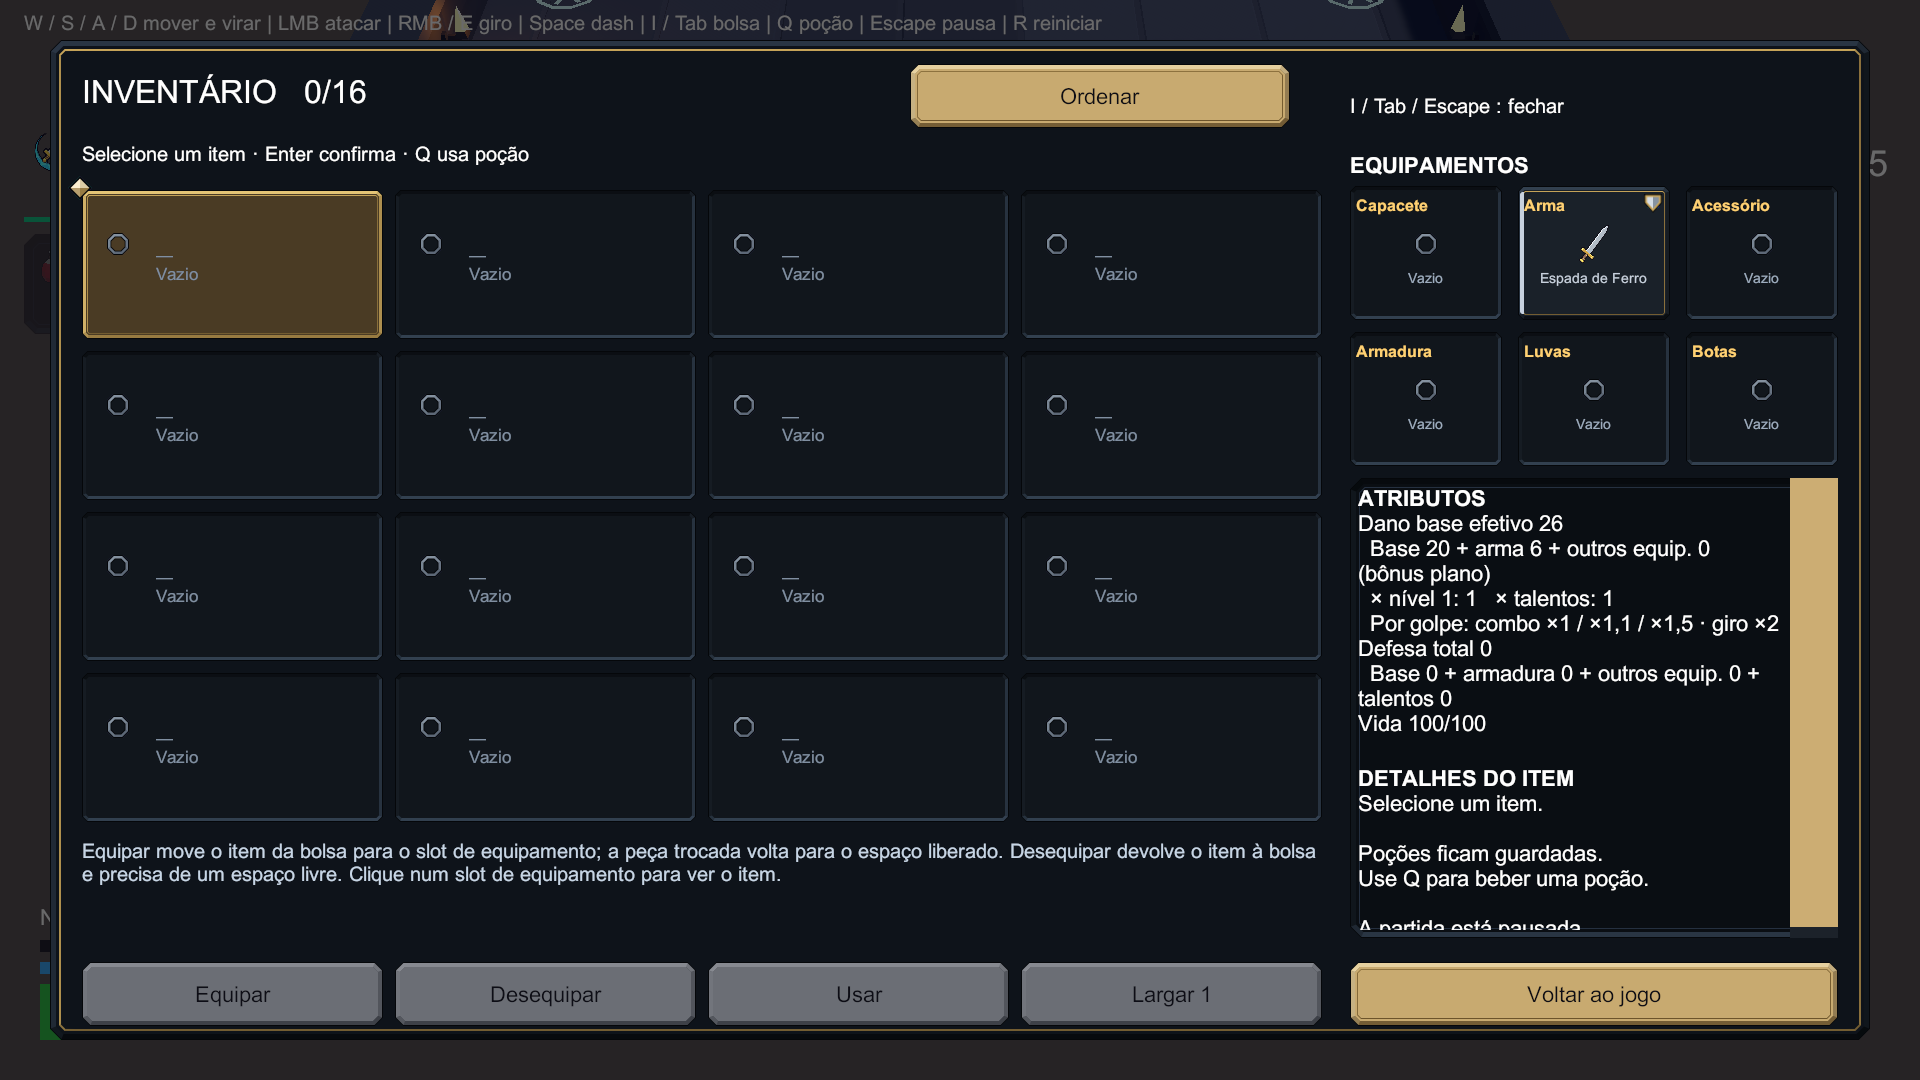 W / S / A / D mover e virar | LMB atacar | RMB / E giro | Space dash | I / Tab bolsa | Q poção | Escape pausa | R reiniciar
INVENTÁRIO 0/16
Ordenar
I / Tab / Escape : fechar
Selecione um item · Enter confirma · Q usa poção
EQUIPAMENTOS
5
Capacete
Arma
Acessório
Vazio
Espada de Ferro
Vazio
Armadura
Luvas
Botas
Vazio
Vazio
Vazio
—
Vazio
—
Vazio
—
Vazio
—
Vazio
—
Vazio
—
Vazio
—
Vazio
—
Vazio
—
Vazio
—
Vazio
—
Vazio
—
Vazio
—
Vazio
—
Vazio
—
Vazio
—
Vazio
ATRIBUTOS
Dano base efetivo 26
Base 20 + arma 6 + outros equip. 0
(bônus plano)
× nível 1: 1 × talentos: 1
Por golpe: combo ×1 / ×1,1 / ×1,5 · giro ×2
Defesa total 0
Base 0 + armadura 0 + outros equip. 0 +
talentos 0
Vida 100/100
DETALHES DO ITEM
Selecione um item.
Poções ficam guardadas.
Use Q para beber uma poção.
A partida está pausada
Equipar move o item da bolsa para o slot de equipamento; a peça trocada volta para o espaço liberado. Desequipar devolve o item à bolsa
e precisa de um espaço livre. Clique num slot de equipamento para ver o item.
N
Equipar
Desequipar
Usar
Largar 1
Voltar ao jogo